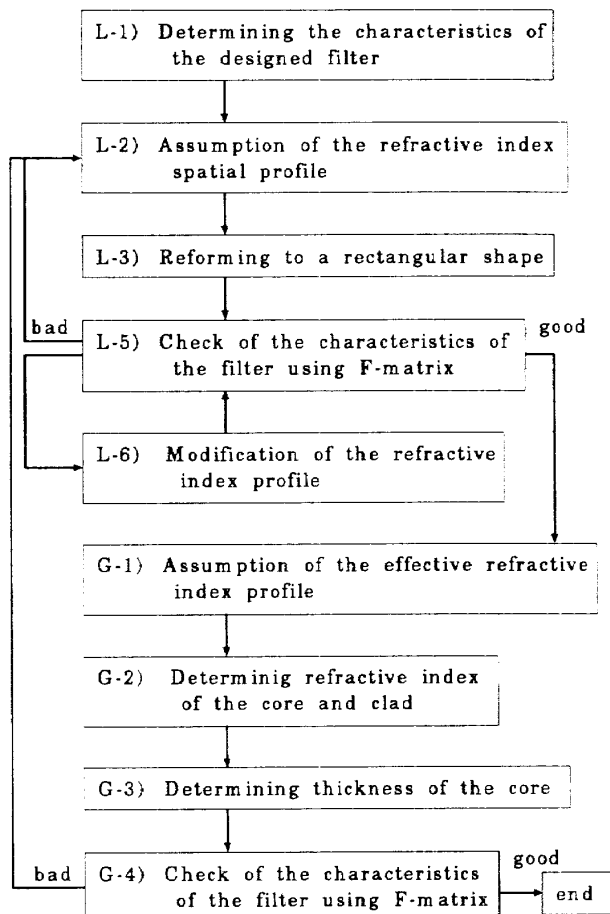 L-1) Determining the characteristics of
the designed filter
L-2) Assumption of the refractive index
spatial profile
L-3) Reforming to a rectangular shape
bad
good
L-5) Check of the characteristics of
the filter using F-matrix
L-6) Modification of the refractive
index profile
G-1) Assumption of the effective refractive
index profile
G-2) Determinig refractive index
of the core and clad
G-3) Determining thickness of the core
bad
good
G-4) Check of the characteristics
of the filter using F-matrix
end